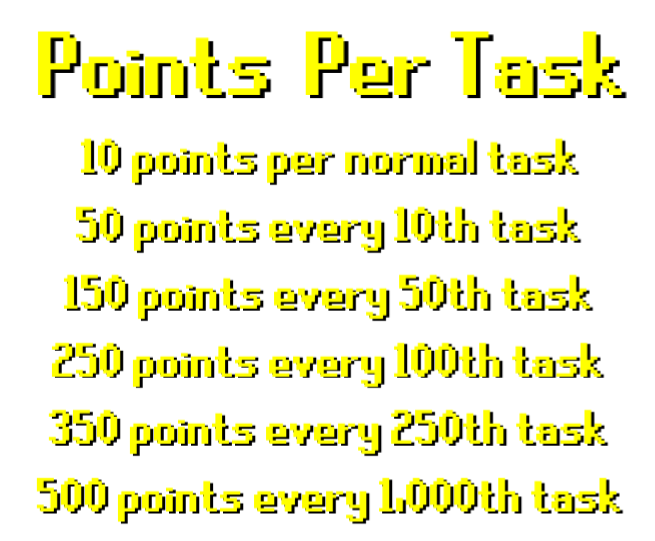 Points Per Task
10 points per normal task
50 points every 10th task
150 points every 50th task
250 points every 100th task
350 points every 250th task
500 points every 1,000th task